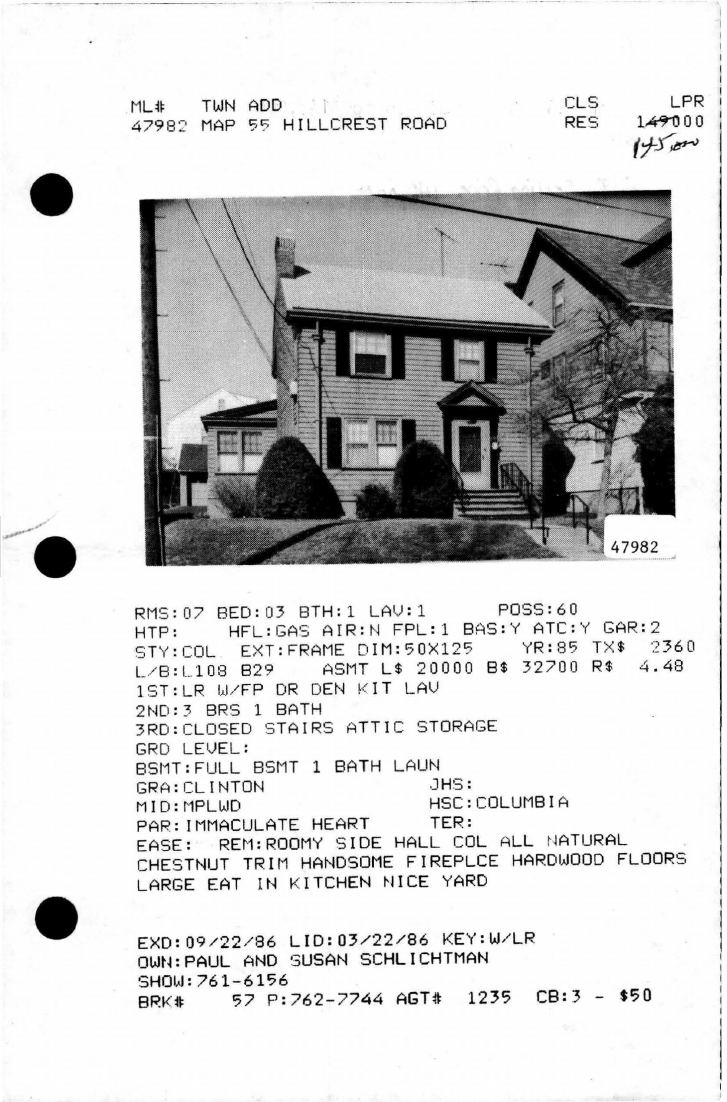 ML# TWN ADD CLS LPR
47982 MAP 55 HILLCREST ROAD RES 149000
145,000
47982
RMS:07 BED:03 BTH:1 LAV:1 POSS:60
HTP: HFL:GAS AIR:N FPL:1 BAS:Y ATC:Y GAR:2
STY:COL EXT:FRAME DIM:50X125 YR:85 TX$ 2360
L/B:L108 B29 ASMT L$ 20000 B$ 32700 R$ 4.48
1ST:LR W/FP DR DEN KIT LAV
2ND:3 BRS 1 BATH
3RD:CLOSED STAIRS ATTIC STORAGE
GRD LEVEL:
BSMT:FULL BSMT 1 BATH LAUN
GRA:CLINTON JHS:
MID:MPLWD HSC:COLUMBIA
PAR:IMMACULATE HEART TER:
EASE: REM:ROOMY SIDE HALL COL ALL NATURAL
CHESTNUT TRIM HANDSOME FIREPLCE HARDWOOD FLOORS
LARGE EAT IN KITCHEN NICE YARD
EXD:09/22/86 LID:03/22/86 KEY:W/LR
OWN:PAUL AND SUSAN SCHLICHTMAN
SHOW:761-6156
BRK# 57 P:762-7744 AGT# 1235 CB:3 - $50